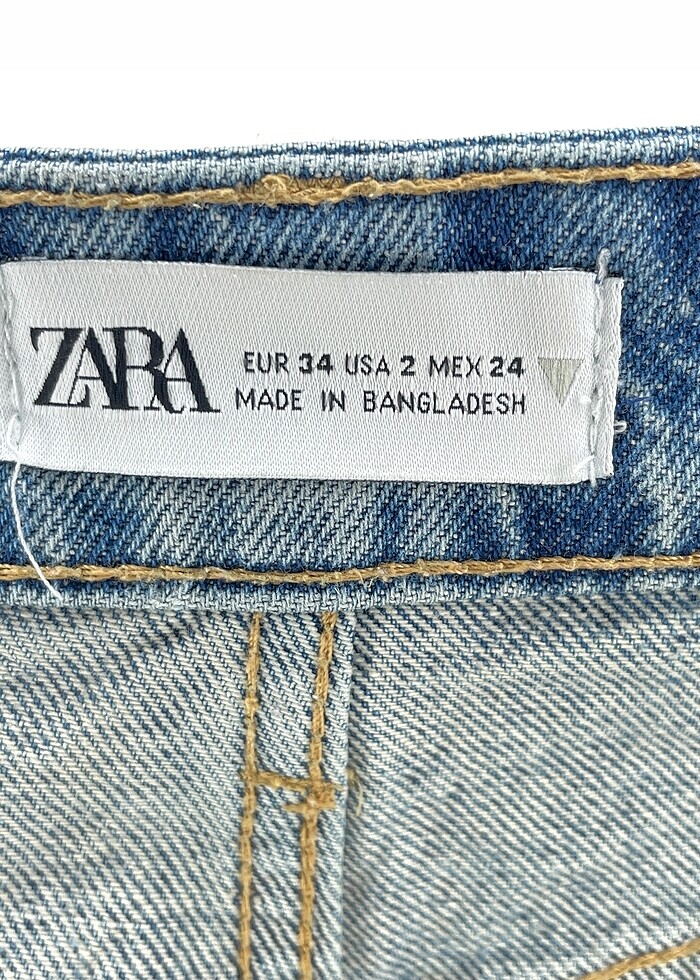 ZARA
EUR 34 USA 2 MEX 24
MADE IN BANGLADESH